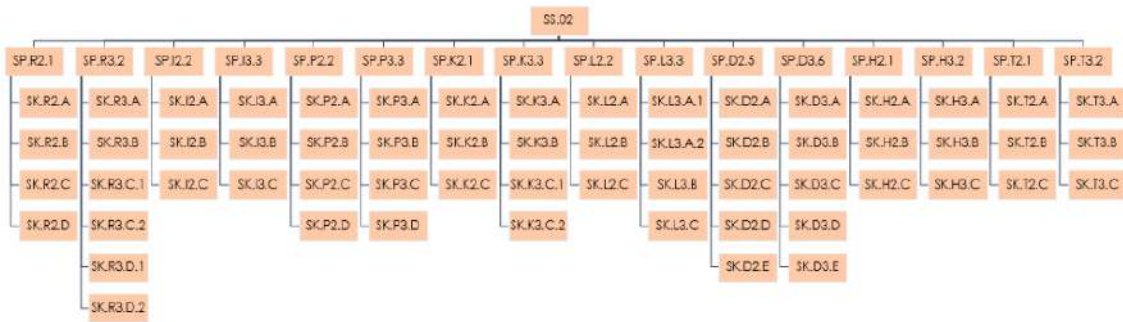 SS.02
SP.R2.1 SP.R3.2 SP.I2.2 SP.I3.3 SP.P2.2 SP.P3.3 SP.K2.1 SP.K3.3 SP.L2.2 SP.L3.3 SP.D2.5 SP.D3.6 SP.H2.1 SP.H3.2 SP.T2.1 SP.T3.2
SK.R2.A SK.R3.A SK.I2.A SK.I3.A SK.P2.A SK.P3.A SK.K2.A SK.K3.A SK.L2.A SK.L3.A.1 SK.D2.A SK.D3.A SK.H2.A SK.H3.A SK.T2.A SK.T3.A
SK.R2.B SK.R3.B SK.I2.B SK.I3.B SK.P2.B SK.P3.B SK.K2.B SK.K3.B SK.L2.B SK.L3.A.2 SK.D2.B SK.D3.B SK.H2.B SK.H3.B SK.T2.B SK.T3.B
SK.R2.C SK.R3.C.1 SK.I2.C SK.I3.C SK.P2.C SK.P3.C SK.K2.C SK.K3.C.1 SK.L2.C SK.L3.B SK.D2.C SK.D3.C SK.H2.C SK.H3.C SK.T2.C SK.T3.C
SK.R2.D SK.R3.C.2 SK.P2.D SK.P3.D SK.K3.C.2 SK.L3.C SK.D2.D SK.D3.D
SK.R3.D.1 SK.D2.E SK.D3.E
SK.R3.D.2